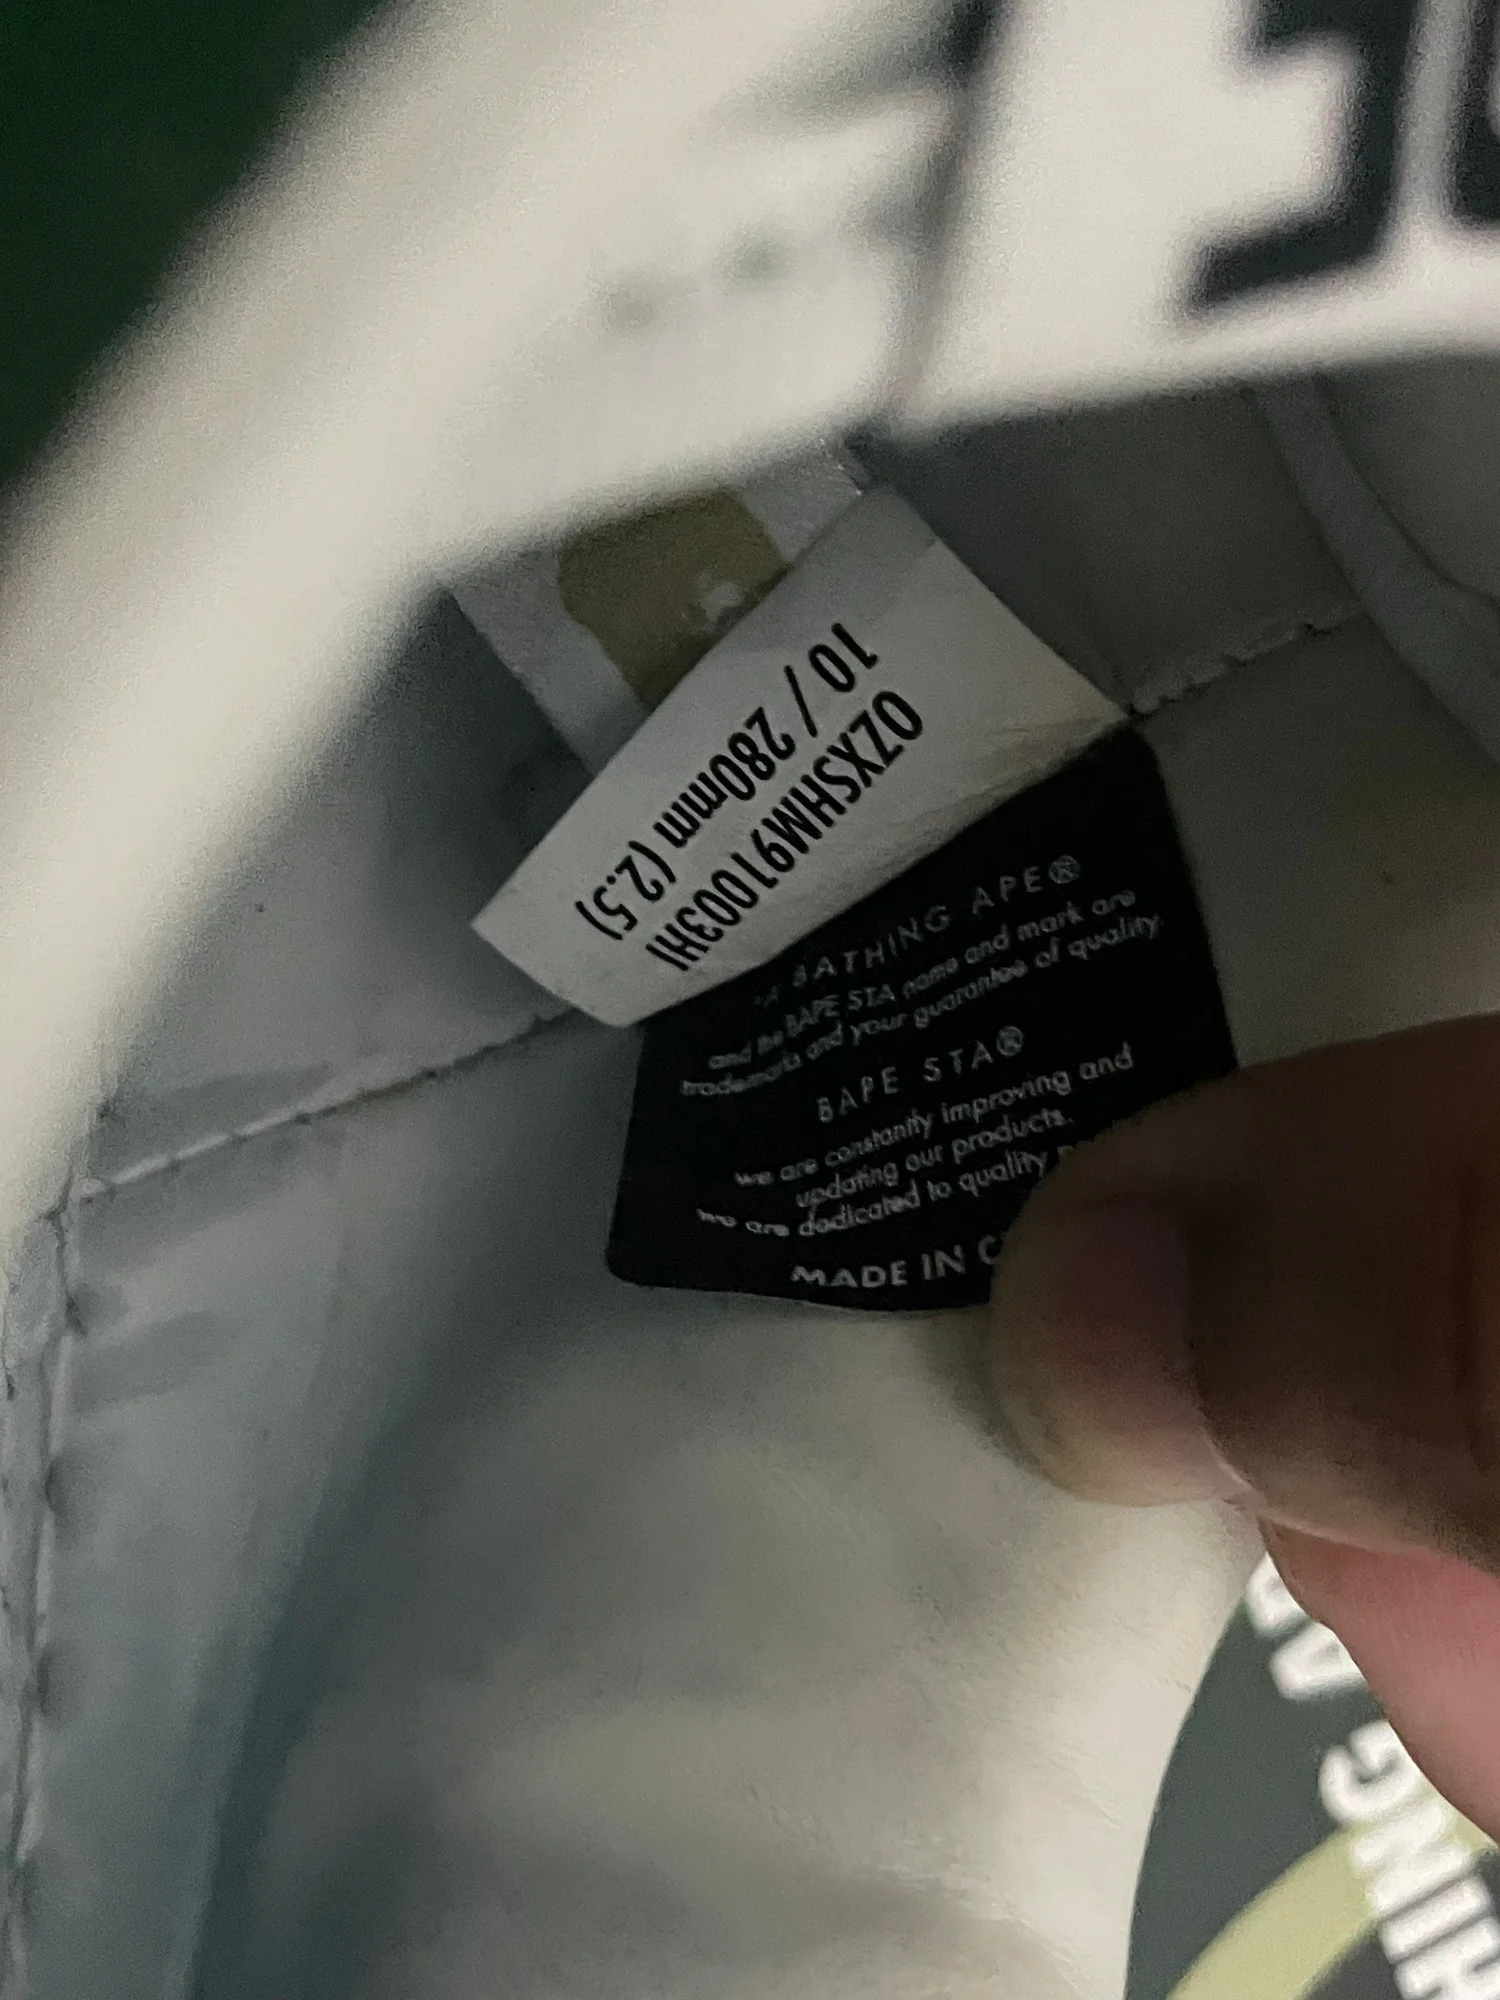 10 / 280mm (2.5)
0ZXSHM91003HI
"A BATHING APE®
and the BAPE STA name and mark are
trademarks and your guarantee of quality.
BAPE STA®
we are constantly improving and
updating our products.
we are dedicated to quality
MADE IN
HING